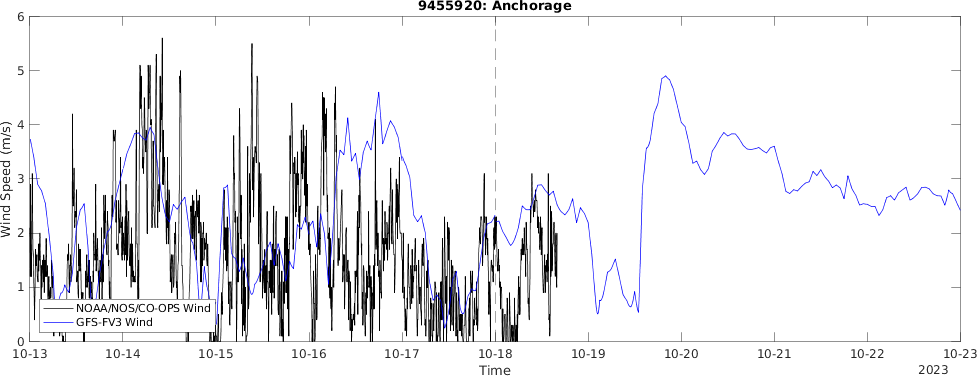 9455920: Anchorage
6
5
4
3
2
1
0
Wind Speed (m/s)
NOAA/NOS/CO-OPS Wind
GFS-FV3 Wind
10-13 10-14 10-15 10-16 10-17 10-18 10-19 10-20 10-21 10-22 10-23
Time
2023